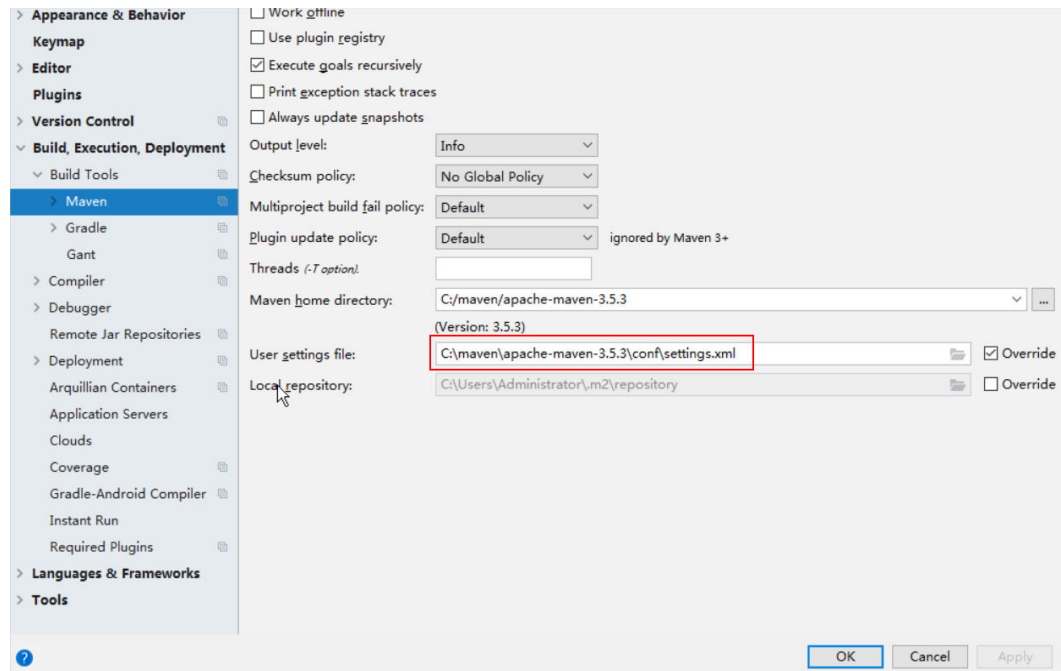 Appearance & Behavior
Keymap
Editor
Plugins
Version Control
Build, Execution, Deployment
Build Tools
Maven
Gradle
Gant
Compiler
Debugger
Remote Jar Repositories
Deployment
Arquillian Containers
Application Servers
Clouds
Coverage
Gradle-Android Compiler
Instant Run
Required Plugins
Languages & Frameworks
Tools
Work offline
Use plugin registry
Execute goals recursively
Print exception stack traces
Always update snapshots
Output level: Info
Checksum policy: No Global Policy
Multiproject build fail policy: Default
Plugin update policy: Default ignored by Maven 3+
Threads (-T option).
Maven home directory: C:/maven/apache-maven-3.5.3 ...
(Version: 3.5.3)
User settings file: C:\maven\apache-maven-3.5.3\conf\settings.xml Override
Local repository: C:\Users\Administrator\.m2\repository Override
? OK Cancel Apply